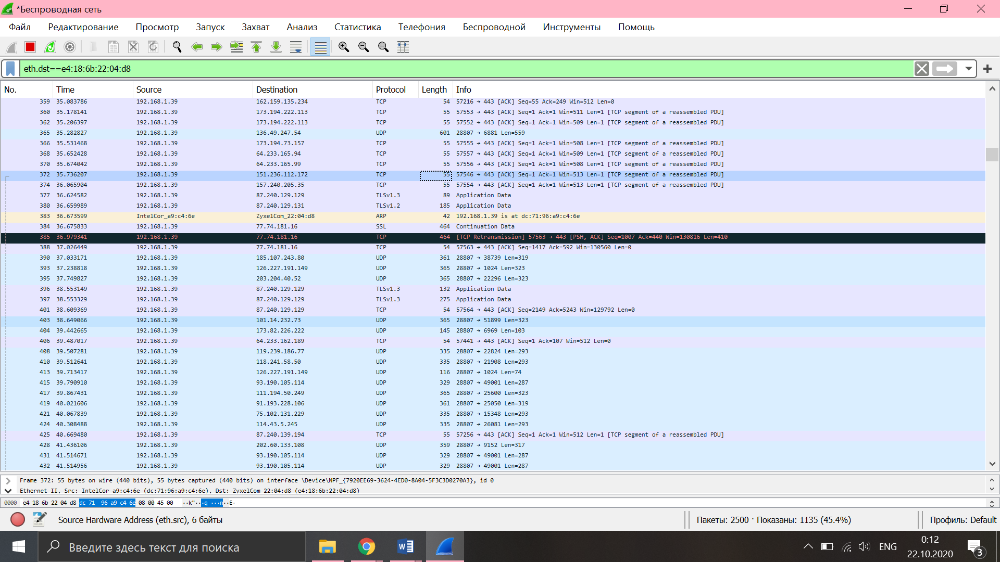 *Беспроводная сеть
Файл Редактирование Просмотр Запуск Захват Анализ Статистика Телефония Беспроводной Инструменты Помощь
eth.dst==e4:18:6b:22:04:d8
No. Time Source Destination Protocol Length Info
359 35.083786 192.168.1.39 162.159.135.234 TCP 54 57216 → 443 [ACK] Seq=55 Ack=249 Win=512 Len=0
360 35.178141 192.168.1.39 173.194.222.113 TCP 55 57553 → 443 [ACK] Seq=1 Ack=1 Win=511 Len=1 [TCP segment of a reassembled PDU]
362 35.206397 192.168.1.39 173.194.222.113 TCP 55 57552 → 443 [ACK] Seq=1 Ack=1 Win=509 Len=1 [TCP segment of a reassembled PDU]
365 35.282827 192.168.1.39 136.49.247.54 UDP 601 28807 → 6881 Len=559
366 35.531468 192.168.1.39 173.194.73.157 TCP 55 57555 → 443 [ACK] Seq=1 Ack=1 Win=508 Len=1 [TCP segment of a reassembled PDU]
368 35.652428 192.168.1.39 64.233.165.94 TCP 55 57557 → 443 [ACK] Seq=1 Ack=1 Win=509 Len=1 [TCP segment of a reassembled PDU]
370 35.674042 192.168.1.39 64.233.165.99 TCP 55 57556 → 443 [ACK] Seq=1 Ack=1 Win=508 Len=1 [TCP segment of a reassembled PDU]
372 35.736207 192.168.1.39 151.236.112.172 TCP 55 57546 → 443 [ACK] Seq=1 Ack=1 Win=513 Len=1 [TCP segment of a reassembled PDU]
374 36.065904 192.168.1.39 157.240.205.35 TCP 55 57554 → 443 [ACK] Seq=1 Ack=1 Win=513 Len=1 [TCP segment of a reassembled PDU]
377 36.624582 192.168.1.39 87.240.129.129 TLSv1.3 89 Application Data
380 36.659989 192.168.1.39 87.240.129.131 TLSv1.2 185 Application Data
383 36.673599 IntelCor_a9:c4:6e ZyxelCom_22:04:d8 ARP 42 192.168.1.39 is at dc:71:96:a9:c4:6e
384 36.675833 192.168.1.39 77.74.181.16 SSL 464 Continuation Data
385 36.979341 192.168.1.39 77.74.181.16 TCP 464 [TCP Retransmission] 57563 → 443 [PSH, ACK] Seq=1007 Ack=440 Win=130816 Len=410
388 37.026449 192.168.1.39 77.74.181.16 TCP 54 57563 → 443 [ACK] Seq=1417 Ack=592 Win=130560 Len=0
390 37.033171 192.168.1.39 185.107.243.80 UDP 361 28807 → 38739 Len=319
393 37.238818 192.168.1.39 126.227.191.149 UDP 365 28807 → 1024 Len=323
395 37.749827 192.168.1.39 203.204.40.52 UDP 365 28807 → 22296 Len=323
396 38.553149 192.168.1.39 87.240.129.129 TLSv1.3 132 Application Data
397 38.553329 192.168.1.39 87.240.129.129 TLSv1.3 275 Application Data
401 38.609369 192.168.1.39 87.240.129.129 TCP 54 57564 → 443 [ACK] Seq=2149 Ack=5243 Win=129792 Len=0
403 38.649066 192.168.1.39 101.14.232.73 UDP 365 28807 → 51899 Len=323
404 39.442665 192.168.1.39 173.82.226.222 UDP 145 28807 → 6969 Len=103
406 39.487017 192.168.1.39 64.233.162.189 TCP 54 57441 → 443 [ACK] Seq=1 Ack=107 Win=512 Len=0
408 39.507281 192.168.1.39 119.239.186.77 UDP 335 28807 → 22824 Len=293
410 39.512641 192.168.1.39 118.241.58.50 UDP 335 28807 → 21908 Len=293
413 39.713417 192.168.1.39 126.227.191.149 UDP 116 28807 → 1024 Len=74
415 39.790910 192.168.1.39 93.190.105.114 UDP 329 28807 → 49001 Len=287
417 39.867431 192.168.1.39 111.194.50.249 UDP 365 28807 → 25600 Len=323
419 40.021606 192.168.1.39 91.193.228.106 UDP 361 28807 → 25050 Len=319
421 40.067839 192.168.1.39 75.102.131.229 UDP 335 28807 → 15348 Len=293
424 40.308488 192.168.1.39 114.43.5.245 UDP 335 28807 → 26081 Len=293
425 40.669480 192.168.1.39 87.240.139.194 TCP 55 57256 → 443 [ACK] Seq=1 Ack=1 Win=512 Len=1 [TCP segment of a reassembled PDU]
428 41.436106 192.168.1.39 202.60.133.108 UDP 359 28807 → 9152 Len=317
431 41.514671 192.168.1.39 93.190.105.114 UDP 329 28807 → 49001 Len=287
432 41.514956 192.168.1.39 93.190.105.114 UDP 329 28807 → 49001 Len=287
Frame 372: 55 bytes on wire (440 bits), 55 bytes captured (440 bits) on interface \Device\NPF_{7920EE69-3624-4ED0-8A04-5F3C3D0270A3}, id 0
Ethernet II, Src: IntelCor_a9:c4:6e (dc:71:96:a9:c4:6e), Dst: ZyxelCom_22:04:d8 (e4:18:6b:22:04:d8)
0000 e4 18 6b 22 04 d8 dc 71 96 a9 c4 6e 08 00 45 00 ··k"···q ···n··E·
Source Hardware Address (eth.src), 6 байты
Пакеты: 2500 · Показаны: 1135 (45.4%)
Профиль: Default
Введите здесь текст для поиска
ENG
0:12
22.10.2020
3